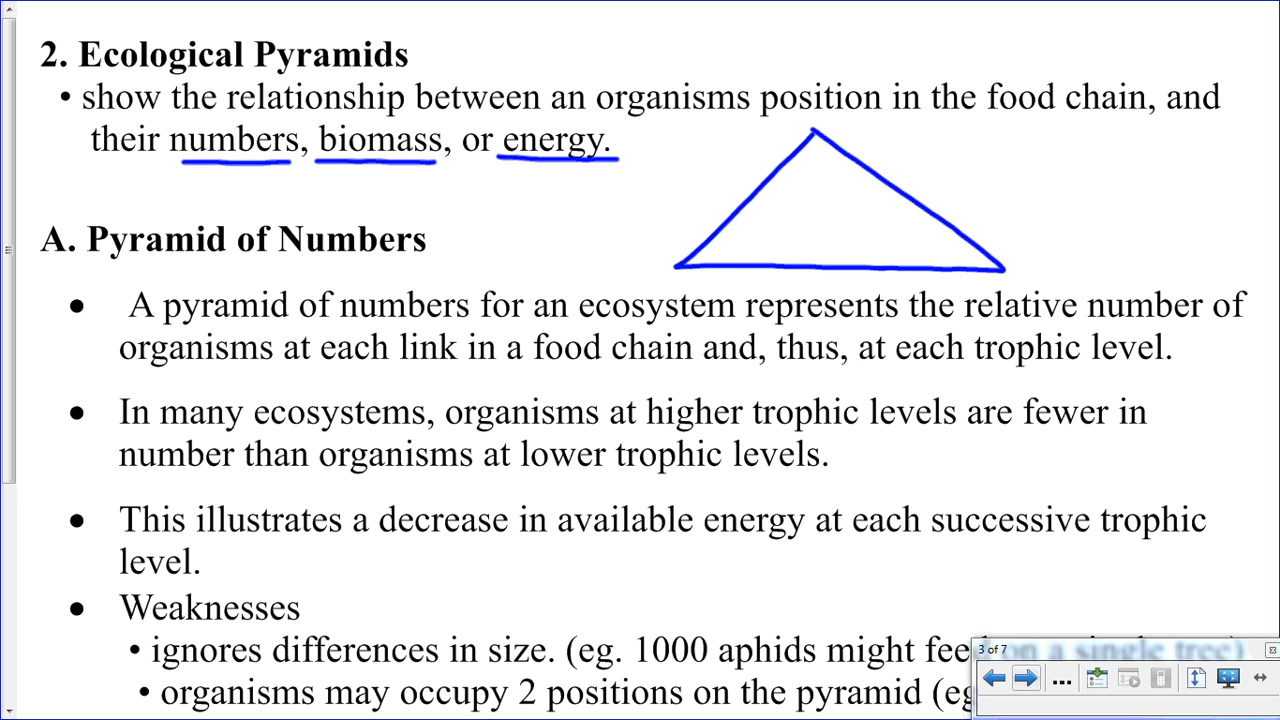 2. Ecological Pyramids
• show the relationship between an organisms position in the food chain, and
their numbers, biomass, or energy.
A. Pyramid of Numbers
• A pyramid of numbers for an ecosystem represents the relative number of
organisms at each link in a food chain and, thus, at each trophic level.
• In many ecosystems, organisms at higher trophic levels are fewer in
number than organisms at lower trophic levels.
• This illustrates a decrease in available energy at each successive trophic
level.
• Weaknesses
• ignores differences in size. (eg. 1000 aphids might feed on a single tree)
3 of 7
• organisms may occupy 2 positions on the pyramid (eg